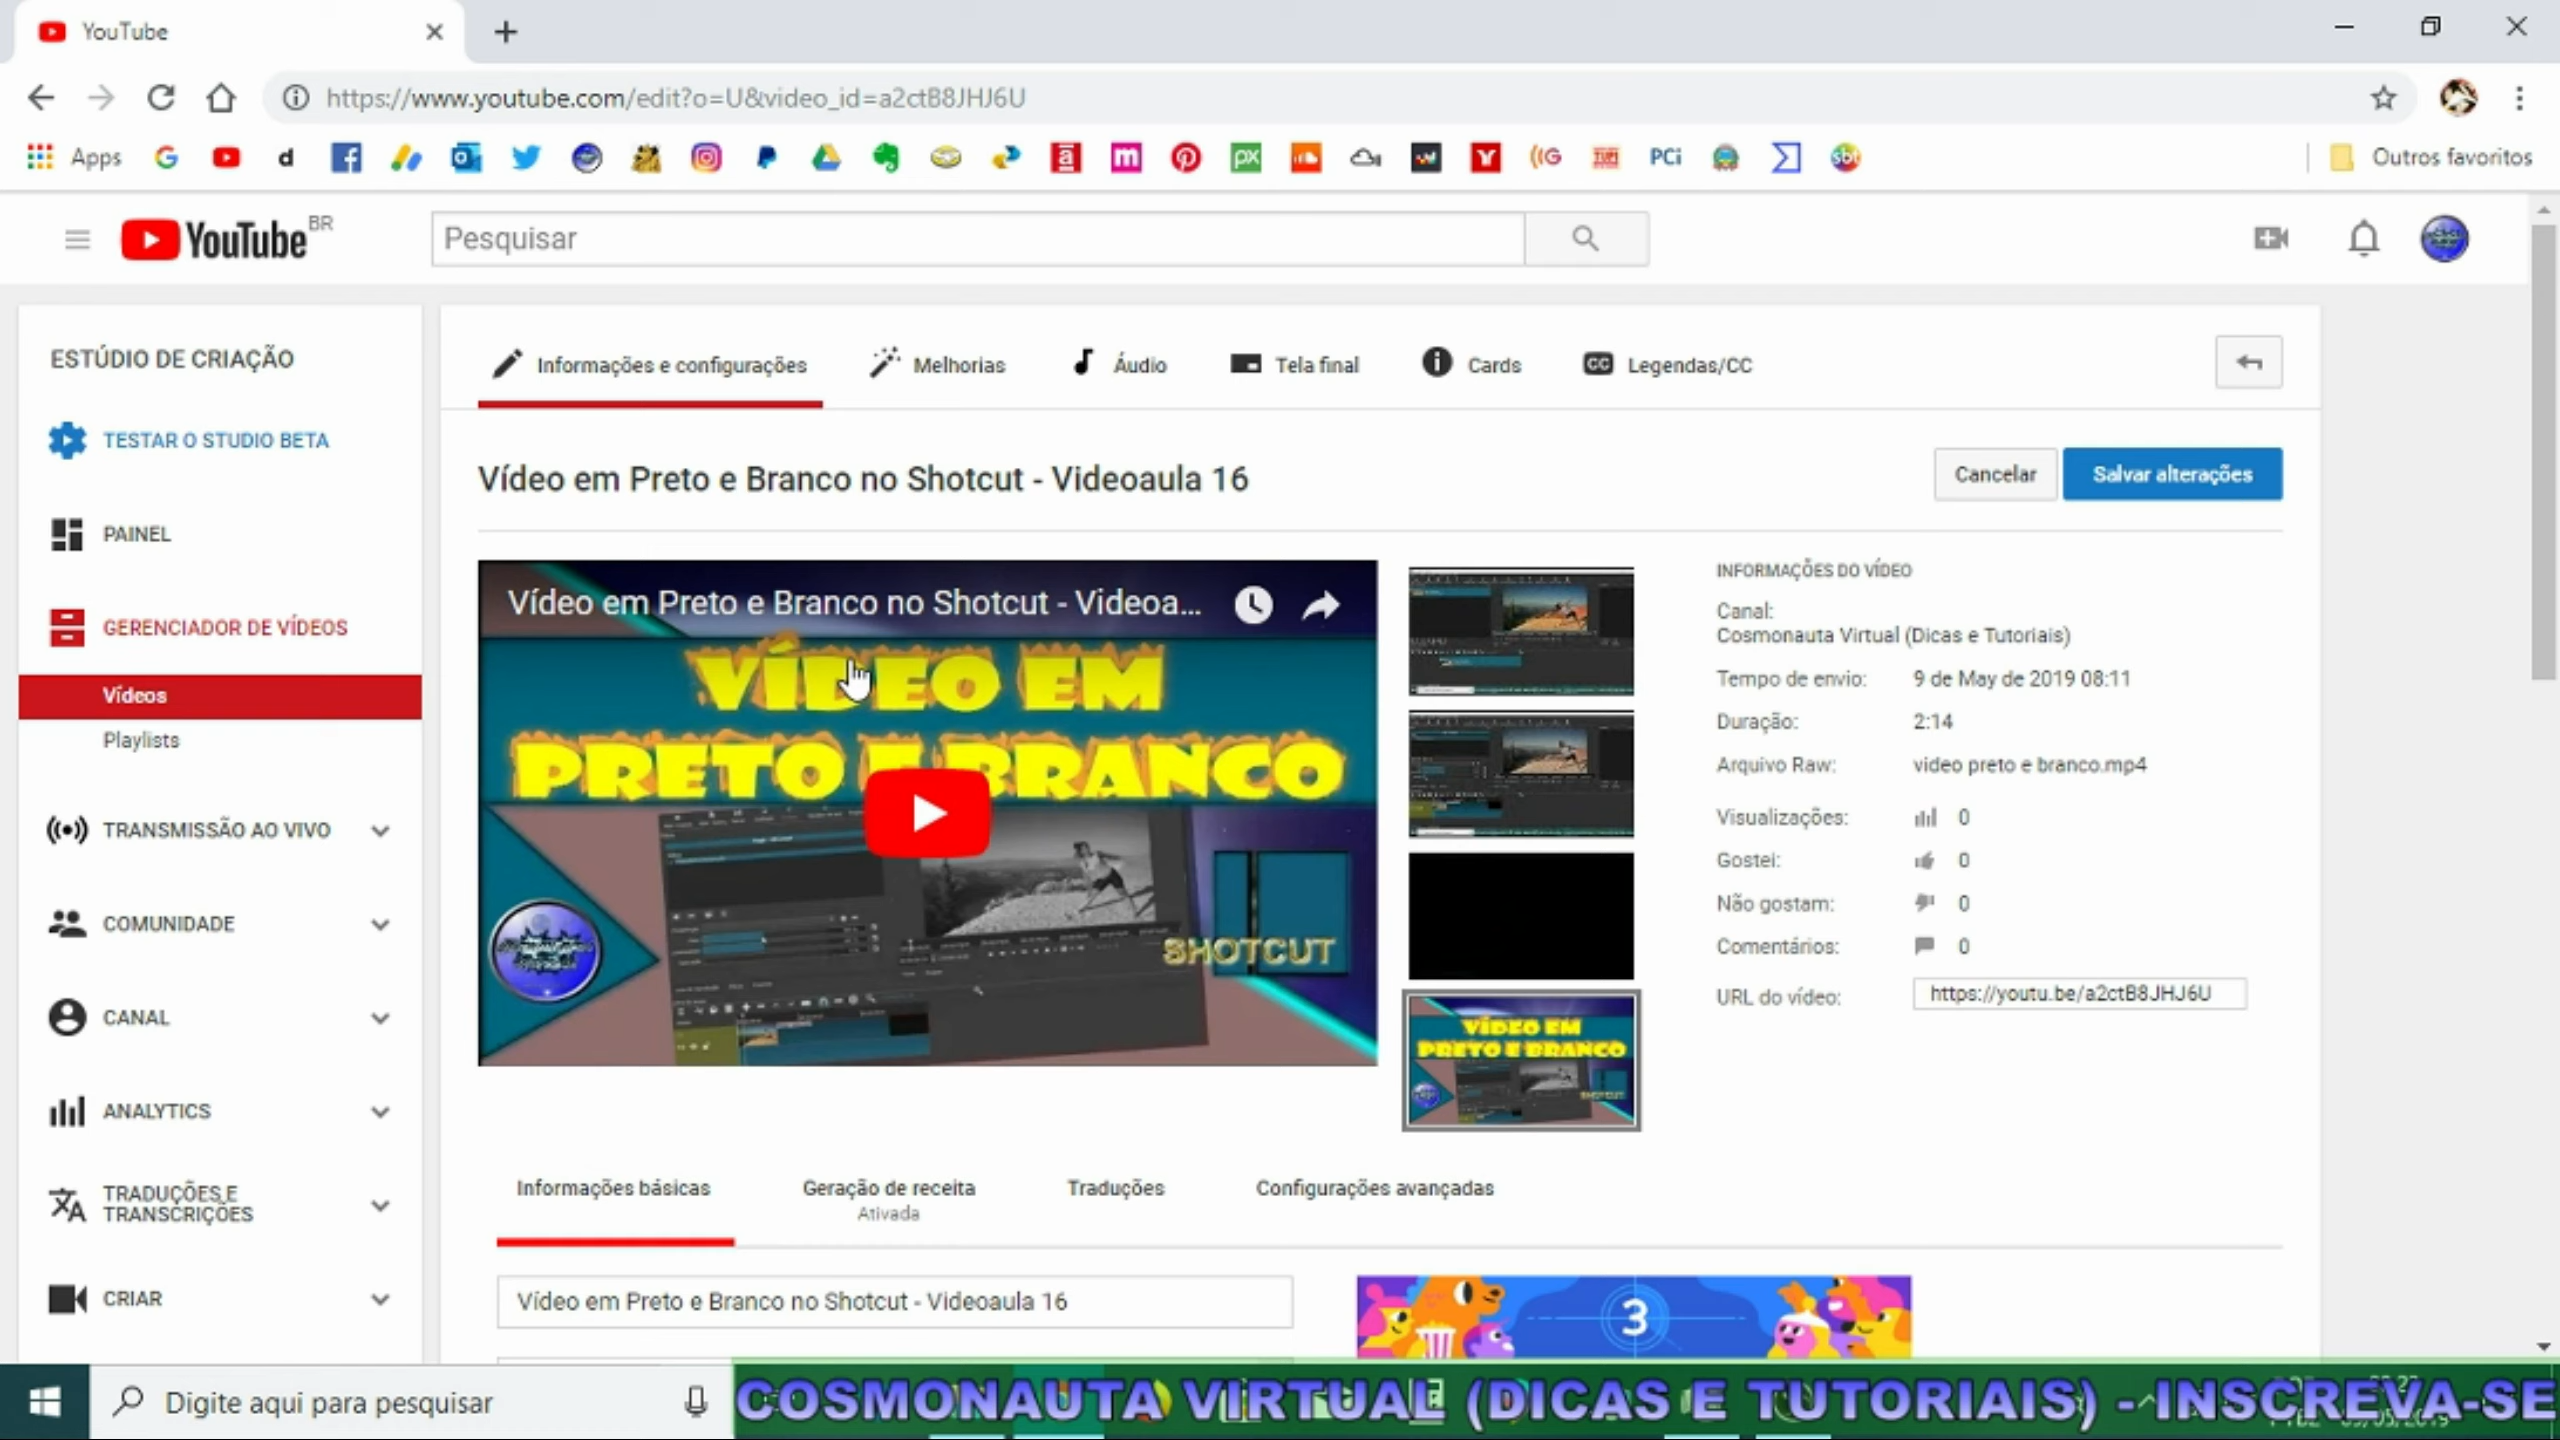 YouTube
https://www.youtube.com/edit?o=U&video_id=a2ctB8JHJ6U
Apps
Outros favoritos
YouTube BR
Pesquisar
ESTÚDIO DE CRIAÇÃO
TESTAR O STUDIO BETA
PAINEL
GERENCIADOR DE VÍDEOS
Vídeos
Playlists
TRANSMISSÃO AO VIVO
COMUNIDADE
CANAL
ANALYTICS
TRADUÇÕES E
TRANSCRIÇÕES
CRIAR
Informações e configurações
Melhorias
Áudio
Tela final
Cards
Legendas/CC
Vídeo em Preto e Branco no Shotcut - Videoaula 16
Cancelar
Salvar alterações
Vídeo em Preto e Branco no Shotcut - Videoa...
VÍDEO EM
PRETO E BRANCO
SHOTCUT
VÍDEO EM
PRETO E BRANCO
SHOTCUT
INFORMAÇÕES DO VÍDEO
Canal:
Cosmonauta Virtual (Dicas e Tutoriais)
Tempo de envio: 9 de May de 2019 08:11
Duração: 2:14
Arquivo Raw: video preto e branco.mp4
Visualizações: 0
Gostei: 0
Não gostam: 0
Comentários: 0
URL do vídeo: https://youtu.be/a2ctB8JHJ6U
Informações básicas
Geração de receita
Ativada
Traduções
Configurações avançadas
Vídeo em Preto e Branco no Shotcut - Videoaula 16
3
Digite aqui para pesquisar
COSMONAUTA VIRTUAL (DICAS E TUTORIAIS) - INSCREVA-SE